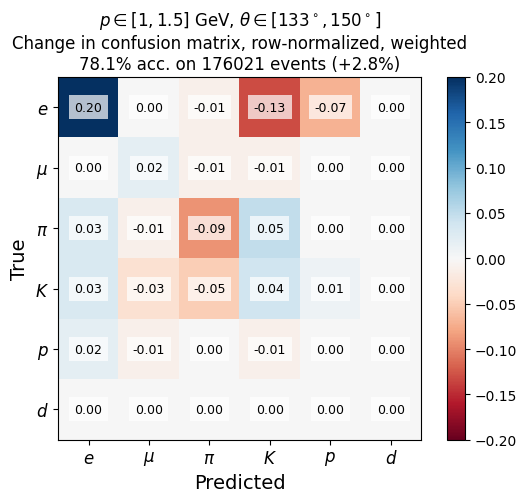 p ∈ [1, 1.5] GeV, θ ∈ [133°, 150°]
Change in confusion matrix, row-normalized, weighted
78.1% acc. on 176021 events (+2.8%)
e 0.20 0.00 -0.01 -0.13 -0.07 0.00
μ 0.00 0.02 -0.01 -0.01 0.00 0.00
π 0.03 -0.01 -0.09 0.05 0.00 0.00
K 0.03 -0.03 -0.05 0.04 0.01 0.00
p 0.02 -0.01 0.00 -0.01 0.00 0.00
d 0.00 0.00 0.00 0.00 0.00 0.00
e μ π K p d
Predicted
True
0.20
0.15
0.10
0.05
0.00
−0.05
−0.10
−0.15
−0.20